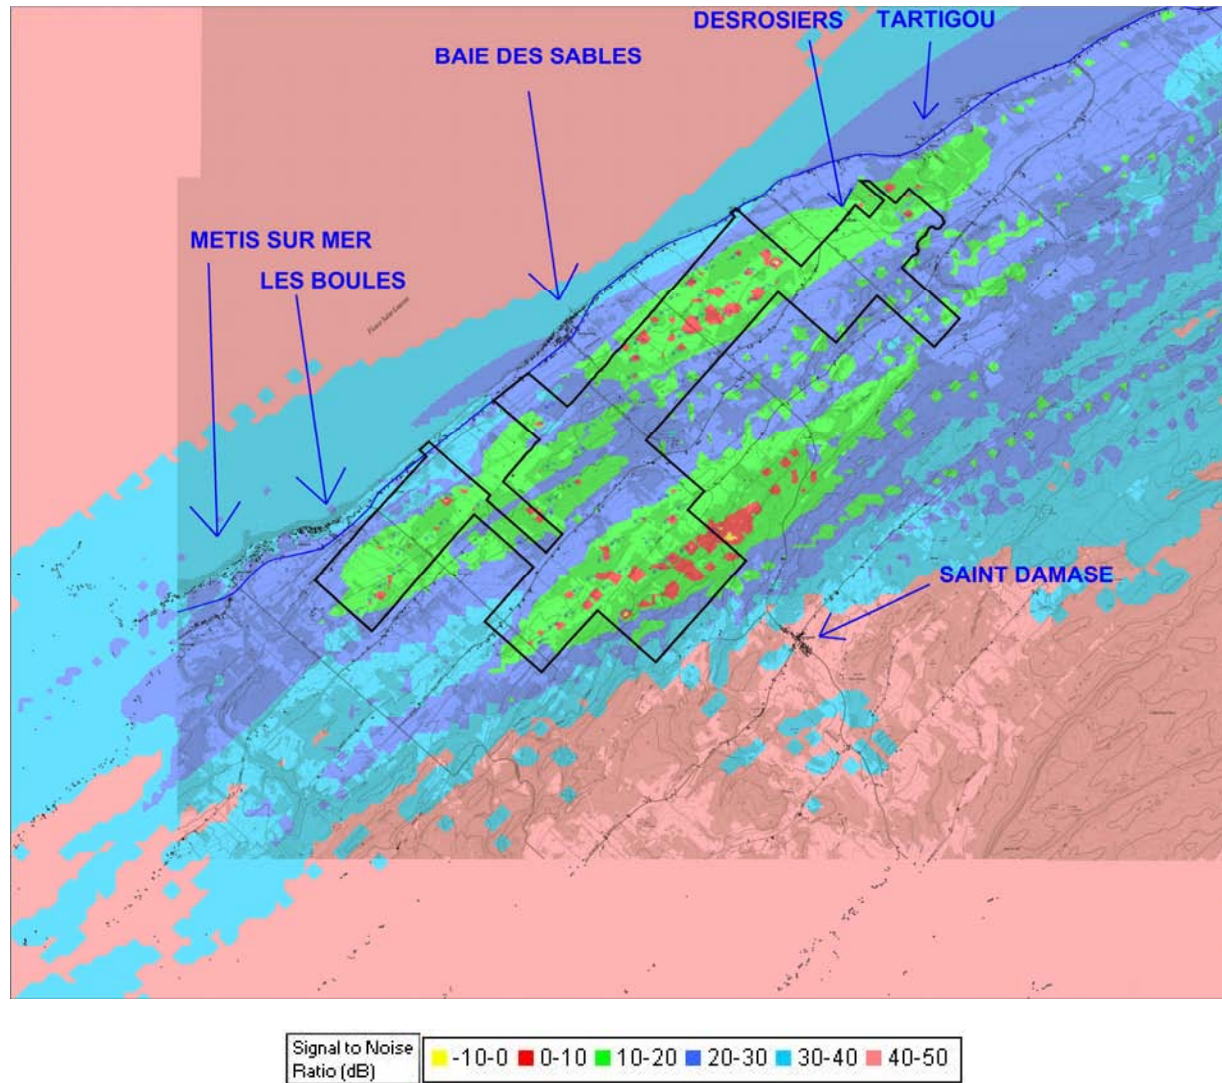 DESROSIERS
TARTIGOU
BAIE DES SABLES
METIS SUR MER
LES BOULES
SAINT DAMASE
Signal to Noise
Ratio (dB)
-10-0 0-10 10-20 20-30 30-40 40-50